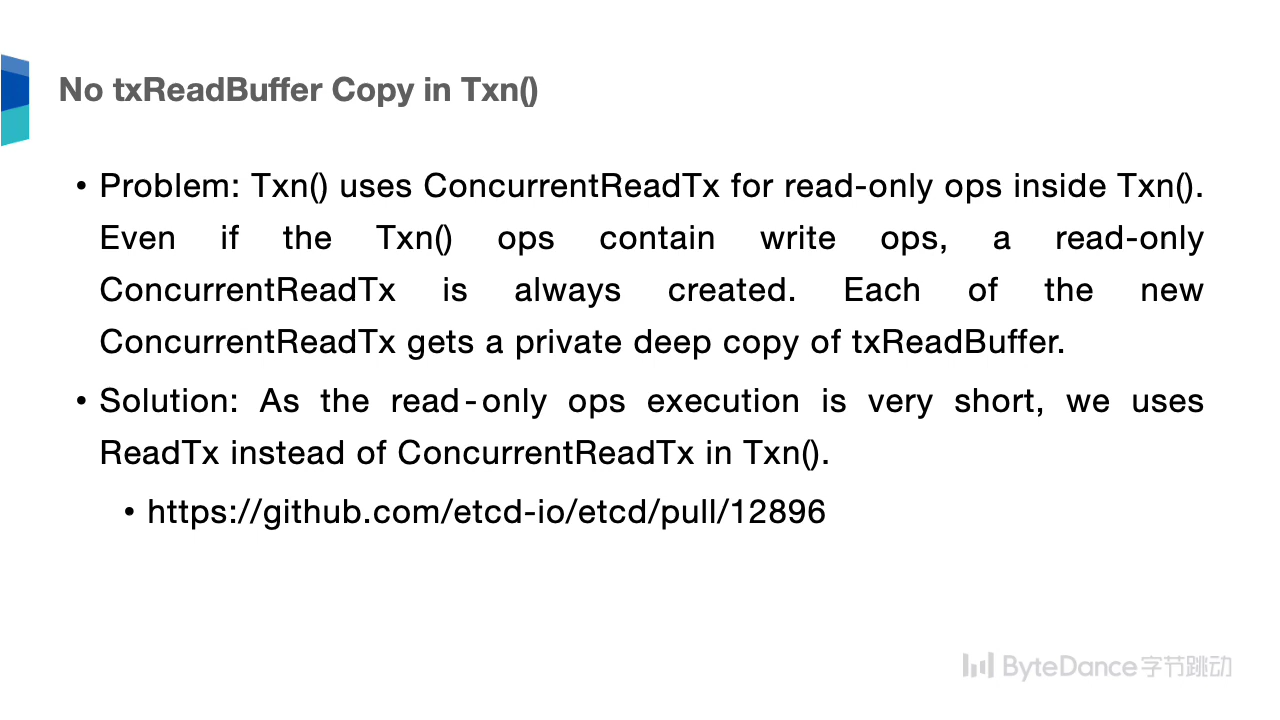 No txReadBuffer Copy in Txn()
• Problem: Txn() uses ConcurrentReadTx for read-only ops inside Txn().
Even if the Txn() ops contain write ops, a read-only
ConcurrentReadTx is always created. Each of the new
ConcurrentReadTx gets a private deep copy of txReadBuffer.
• Solution: As the read-only ops execution is very short, we uses
ReadTx instead of ConcurrentReadTx in Txn().
• https://github.com/etcd-io/etcd/pull/12896
ByteDance字节跳动